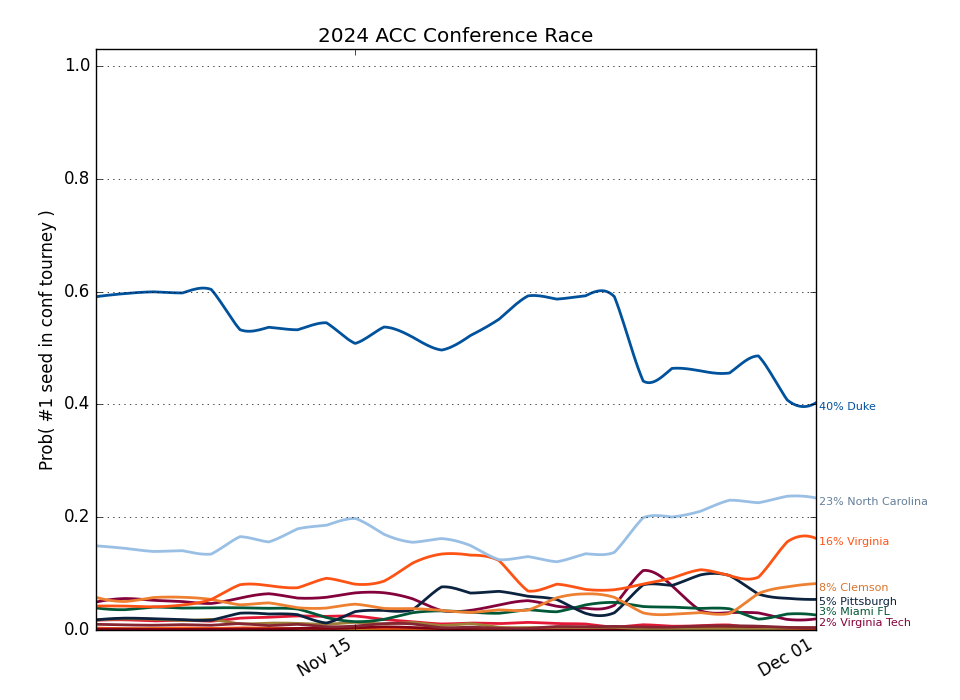 2024 ACC Conference Race
Prob( #1 seed in conf tourney )
1.0
0.8
0.6
0.4
0.2
0.0
Nov 15
Dec 01
40% Duke
23% North Carolina
16% Virginia
8% Clemson
5% Pittsburgh
3% Miami FL
2% Virginia Tech